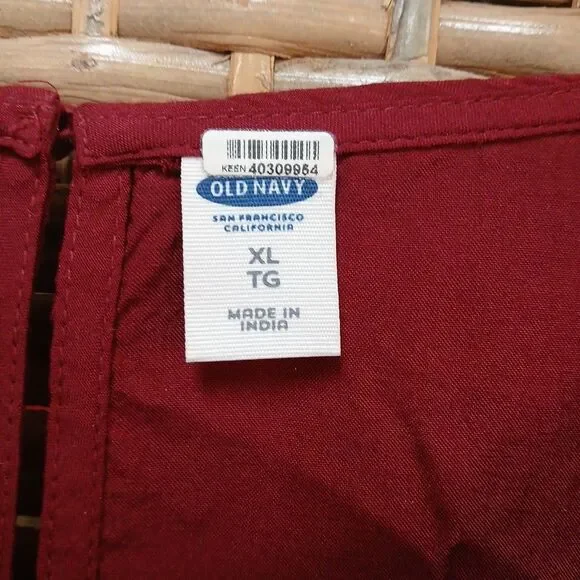 KEEN 40309954
OLD NAVY
SAN FRANCISCO
CALIFORNIA
XL
TG
MADE IN
INDIA